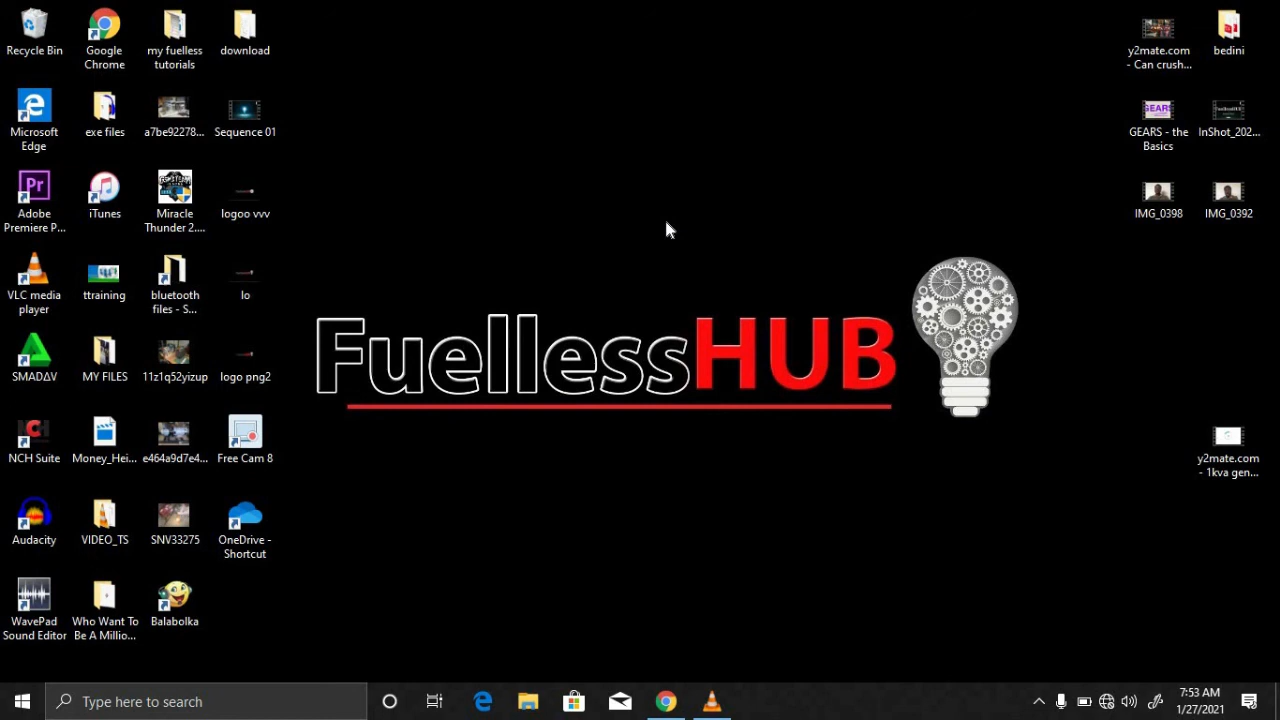 Recycle Bin
Google
Chrome
my fuelless
tutorials
download
Microsoft
Edge
exe files
a7be92278...
Sequence 01
Adobe
Premiere P...
iTunes
Miracle
Thunder 2....
logoo vvv
VLC media
player
ttraining
bluetooth
files - S...
lo
SMADΔV
MY FILES
11z1q52yizup
logo png2
NCH Suite
Money_Hei...
e464a9d7e4...
Free Cam 8
Audacity
VIDEO_TS
SNV33275
OneDrive -
Shortcut
WavePad
Sound Editor
Who Want To
Be A Millio...
Balabolka
FuellessHUB
y2mate.com
- Can crush...
bedini
GEARS
GEARS - the
Basics
InShot_202...
IMG_0398
IMG_0392
y2mate.com
- 1kva gen...
Type here to search
7:53 AM
1/27/2021